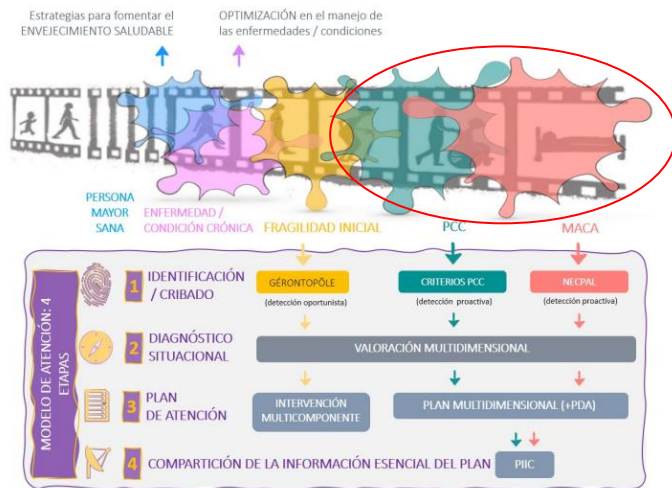 Estrategias para fomentar el
ENVEJECIMIENTO SALUDABLE
OPTIMIZACIÓN en el manejo de
las enfermedades / condiciones
PERSONA
MAYOR
SANA
ENFERMEDAD /
CONDICIÓN CRÓNICA
FRAGILIDAD INICIAL
PCC
MACA
MODELO DE ATENCIÓN: 4
ETAPAS
1 IDENTIFICACIÓN
/ CRIBADO
GÉRONTOPÔLE
(detección oportunista)
CRITERIOS PCC
(detección proactiva)
NECPAL
(detección proactiva)
2 DIAGNÓSTICO
SITUACIONAL
VALORACIÓN MULTIDIMENSIONAL
3 PLAN
DE ATENCIÓN
INTERVENCIÓN
MULTICOMPONENTE
PLAN MULTIDIMENSIONAL (+PDA)
4 COMPARTICIÓN DE LA INFORMACIÓN ESENCIAL DEL PLAN
PIIC